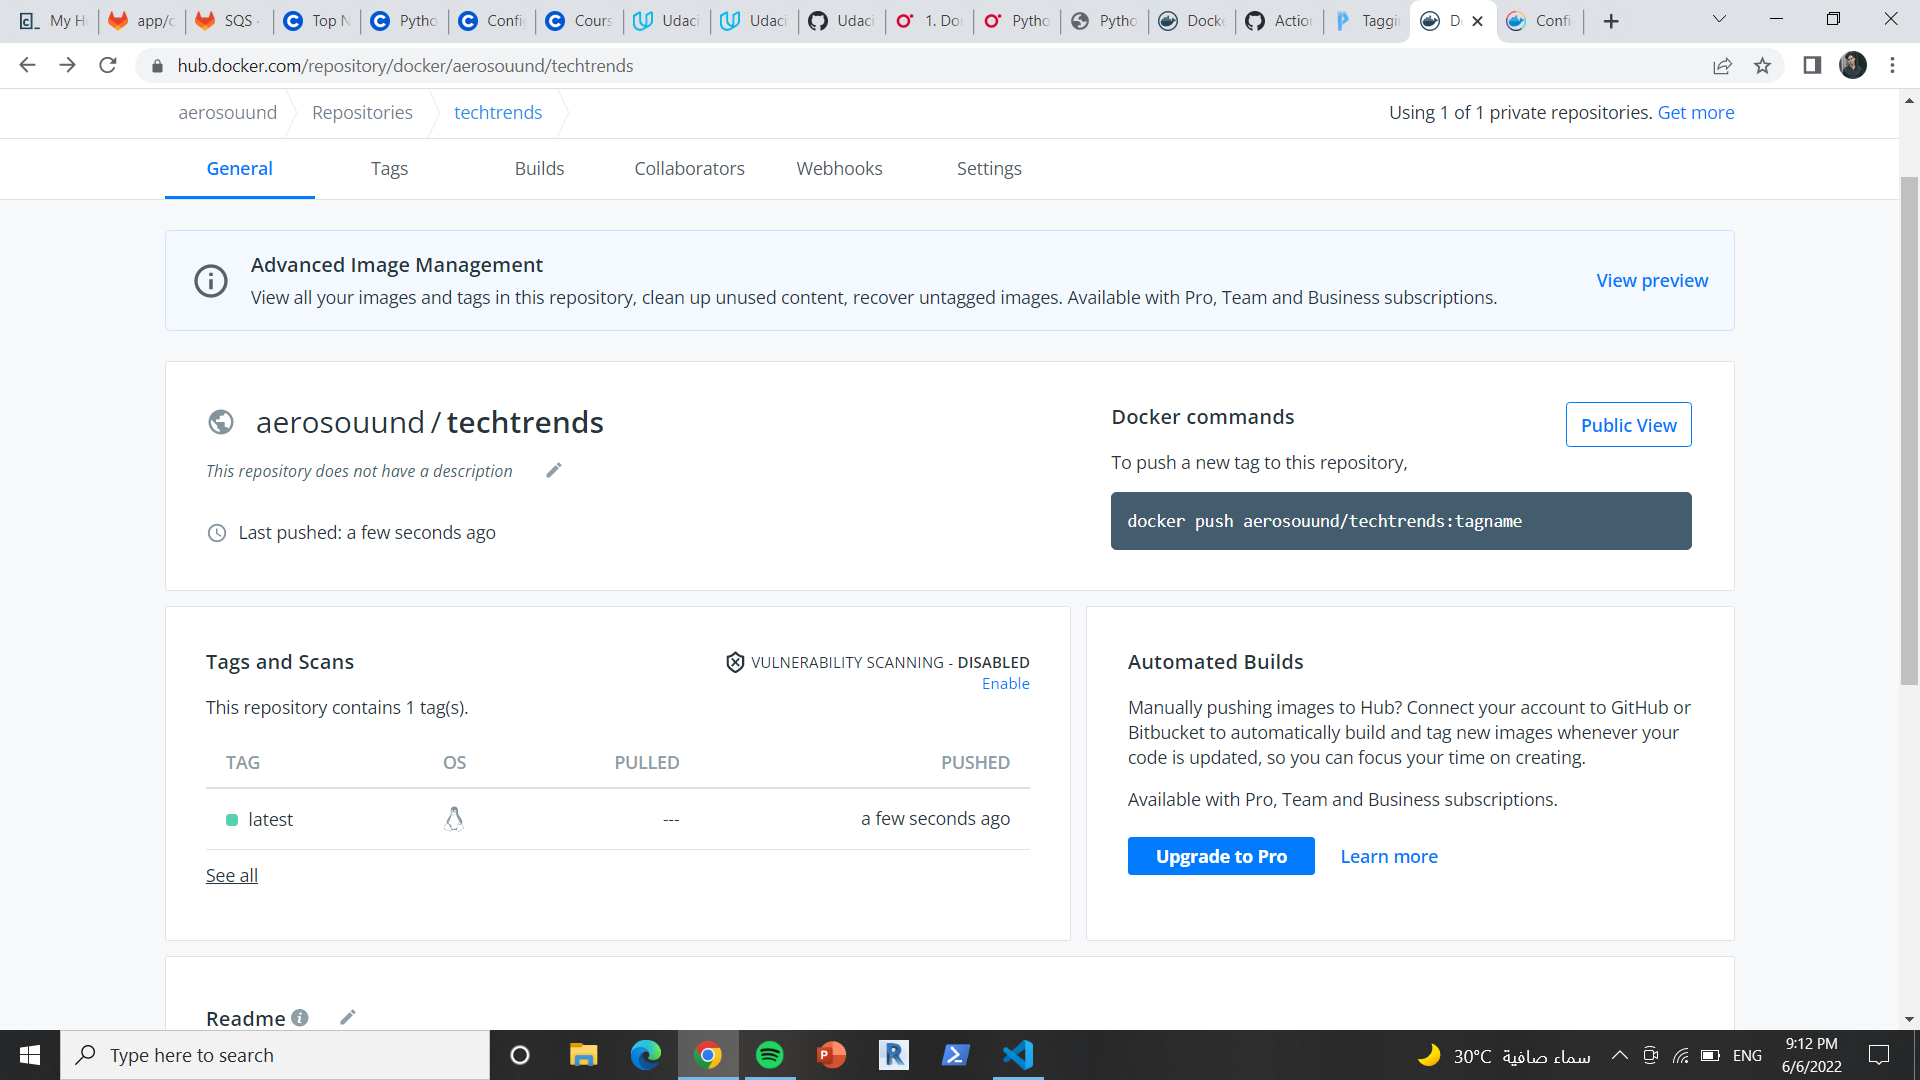 My H
app/c
SQS -
Top N
Pytho
Confi
Cours
Udaci
Udaci
Udaci
1. Do
Pytho
Pytho
Docke
Action
Taggi
D
Confi
hub.docker.com/repository/docker/aerosouund/techtrends
aerosouund
Repositories
techtrends
Using 1 of 1 private repositories. Get more
General
Tags
Builds
Collaborators
Webhooks
Settings
Advanced Image Management
View all your images and tags in this repository, clean up unused content, recover untagged images. Available with Pro, Team and Business subscriptions.
View preview
aerosouund / techtrends
This repository does not have a description
Last pushed: a few seconds ago
Docker commands
Public View
To push a new tag to this repository,
docker push aerosouund/techtrends:tagname
Tags and Scans
VULNERABILITY SCANNING - DISABLED
Enable
This repository contains 1 tag(s).
TAG OS PULLED PUSHED
latest --- a few seconds ago
See all
Automated Builds
Manually pushing images to Hub? Connect your account to GitHub or
Bitbucket to automatically build and tag new images whenever your
code is updated, so you can focus your time on creating.
Available with Pro, Team and Business subscriptions.
Upgrade to Pro
Learn more
Readme
Type here to search
30°C سماء صافية
ENG
9:12 PM
6/6/2022